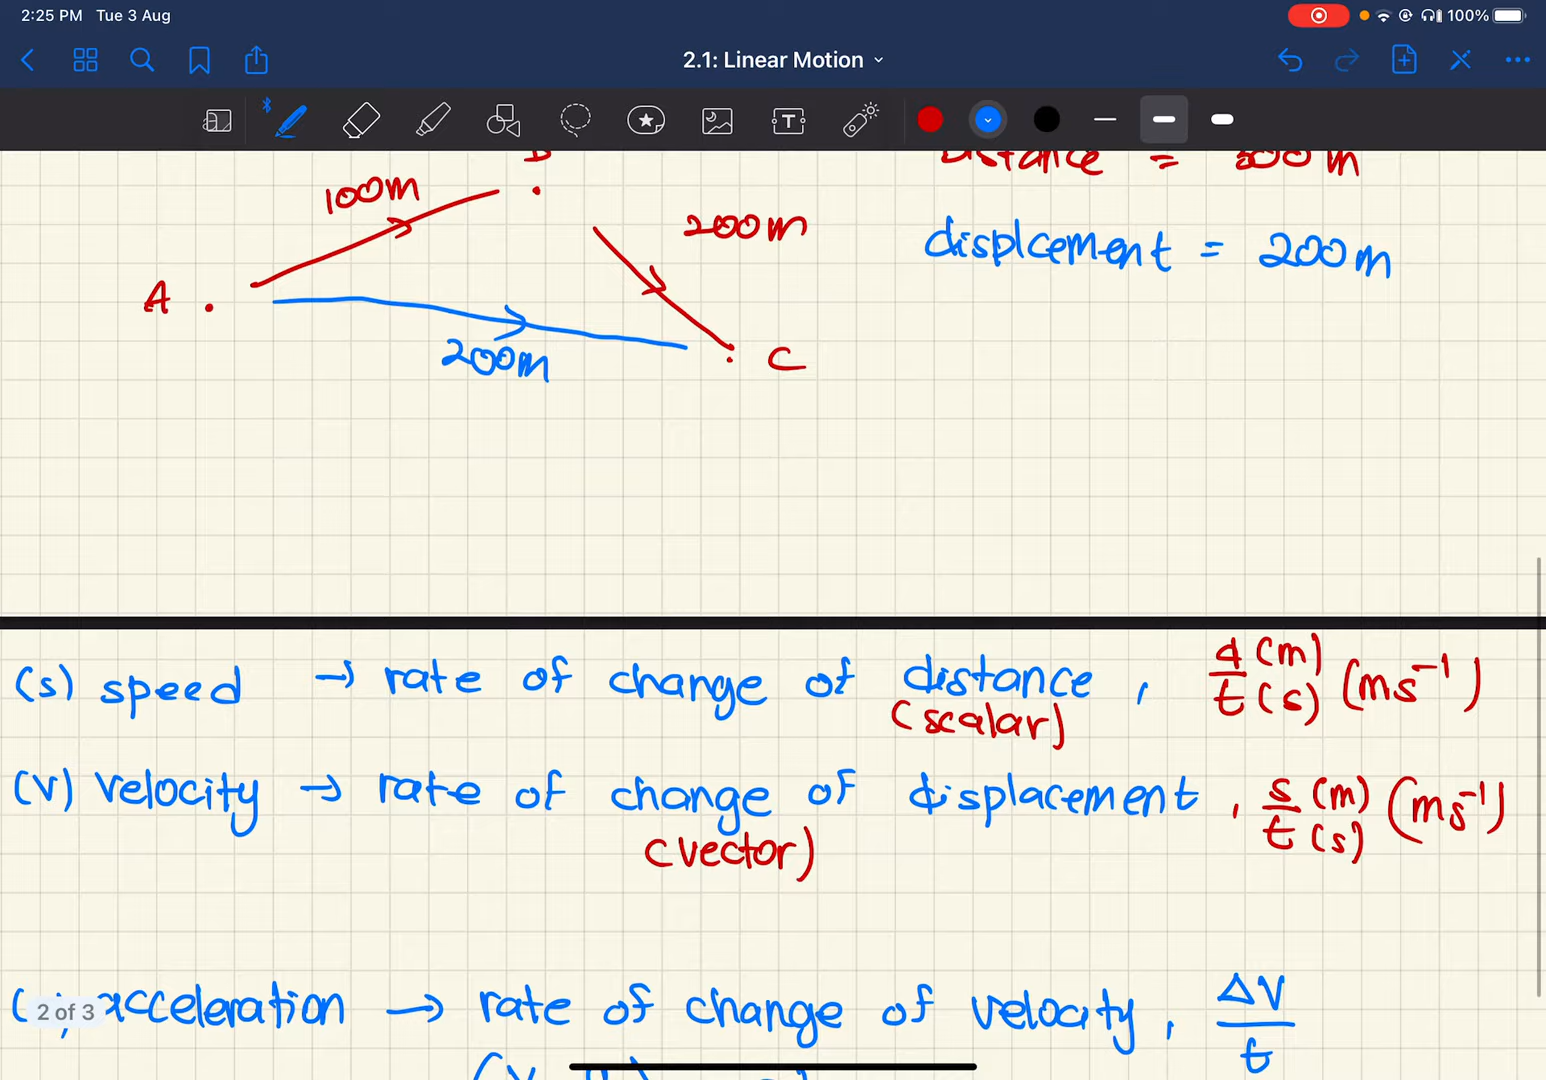 2:25 PM Tue 3 Aug
100%
2.1: Linear Motion
T
distance =
100m
200m
displcement = 200m
A
200m
C
(s) speed → rate of change of distance, d (m) / t (s) (ms⁻¹)
(scalar)
(v) velocity → rate of change of displacement, s (m) / t (s) (ms⁻¹)
(vector)
2 of 3
acceleration → rate of change of velocity, ΔV / t